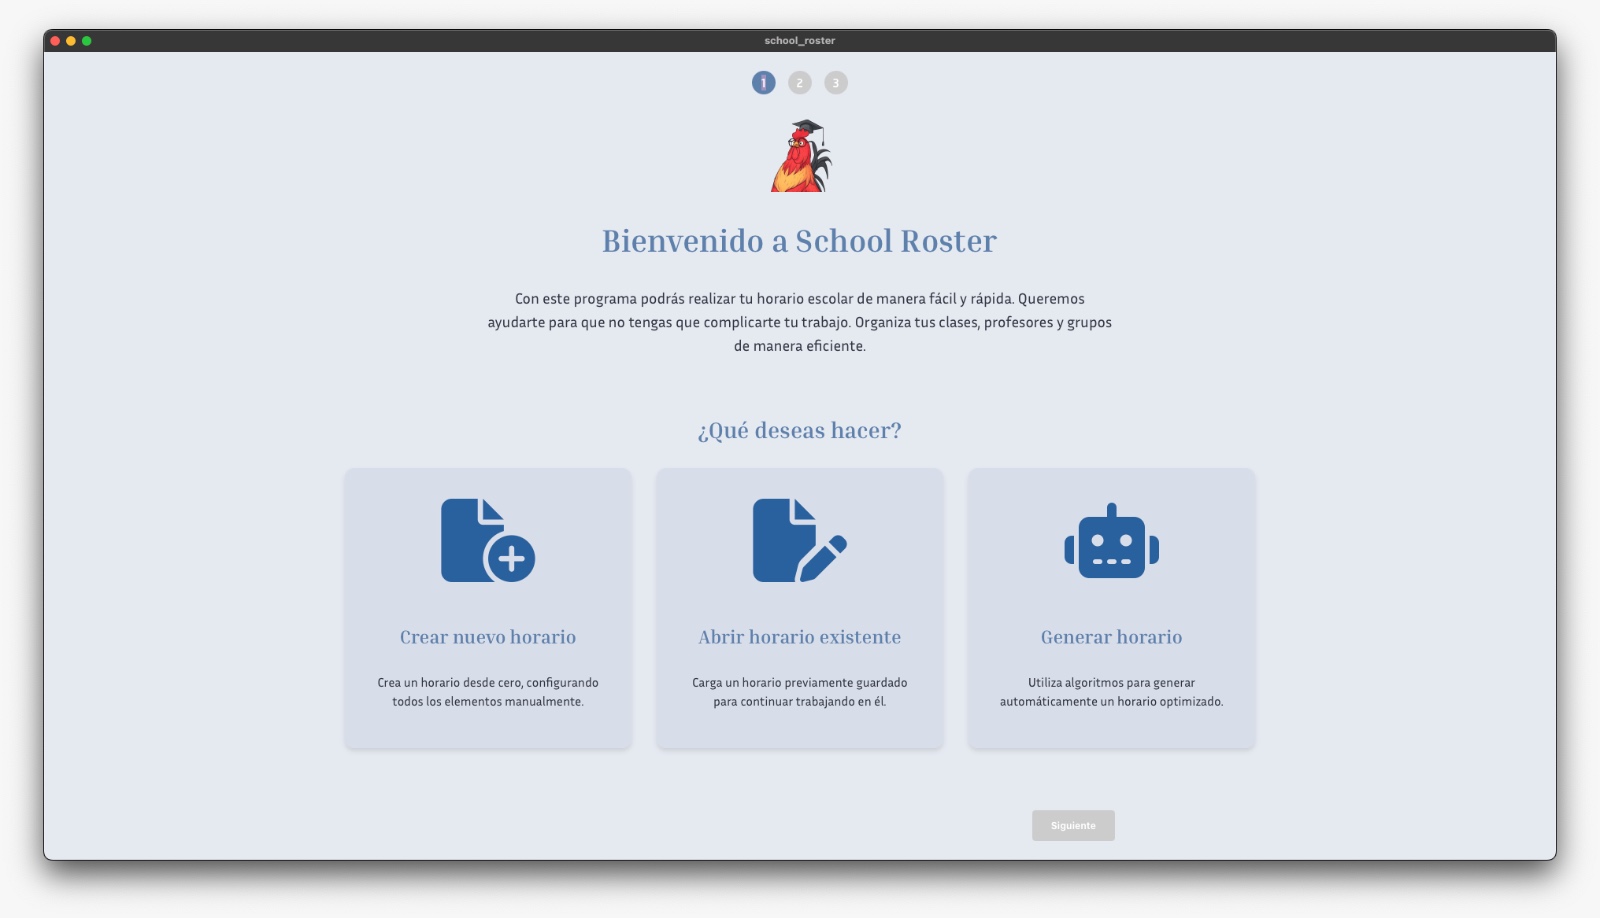 school_roster
1 2 3
Bienvenido a School Roster
Con este programa podrás realizar tu horario escolar de manera fácil y rápida. Queremos
ayudarte para que no tengas que complicarte tu trabajo. Organiza tus clases, profesores y grupos
de manera eficiente.
¿Qué deseas hacer?
Crear nuevo horario
Crea un horario desde cero, configurando
todos los elementos manualmente.
Abrir horario existente
Carga un horario previamente guardado
para continuar trabajando en él.
Generar horario
Utiliza algoritmos para generar
automáticamente un horario optimizado.
Siguiente